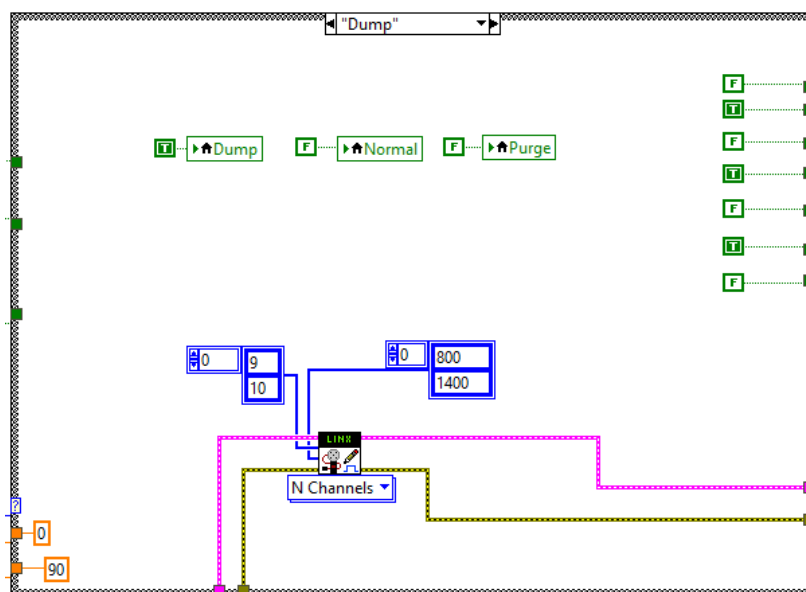 "Dump"
F
T
T Dump F Normal F Purge
F
T
F
T
F
0 9 10
0 800 1400
LINX
N Channels
?
0
90